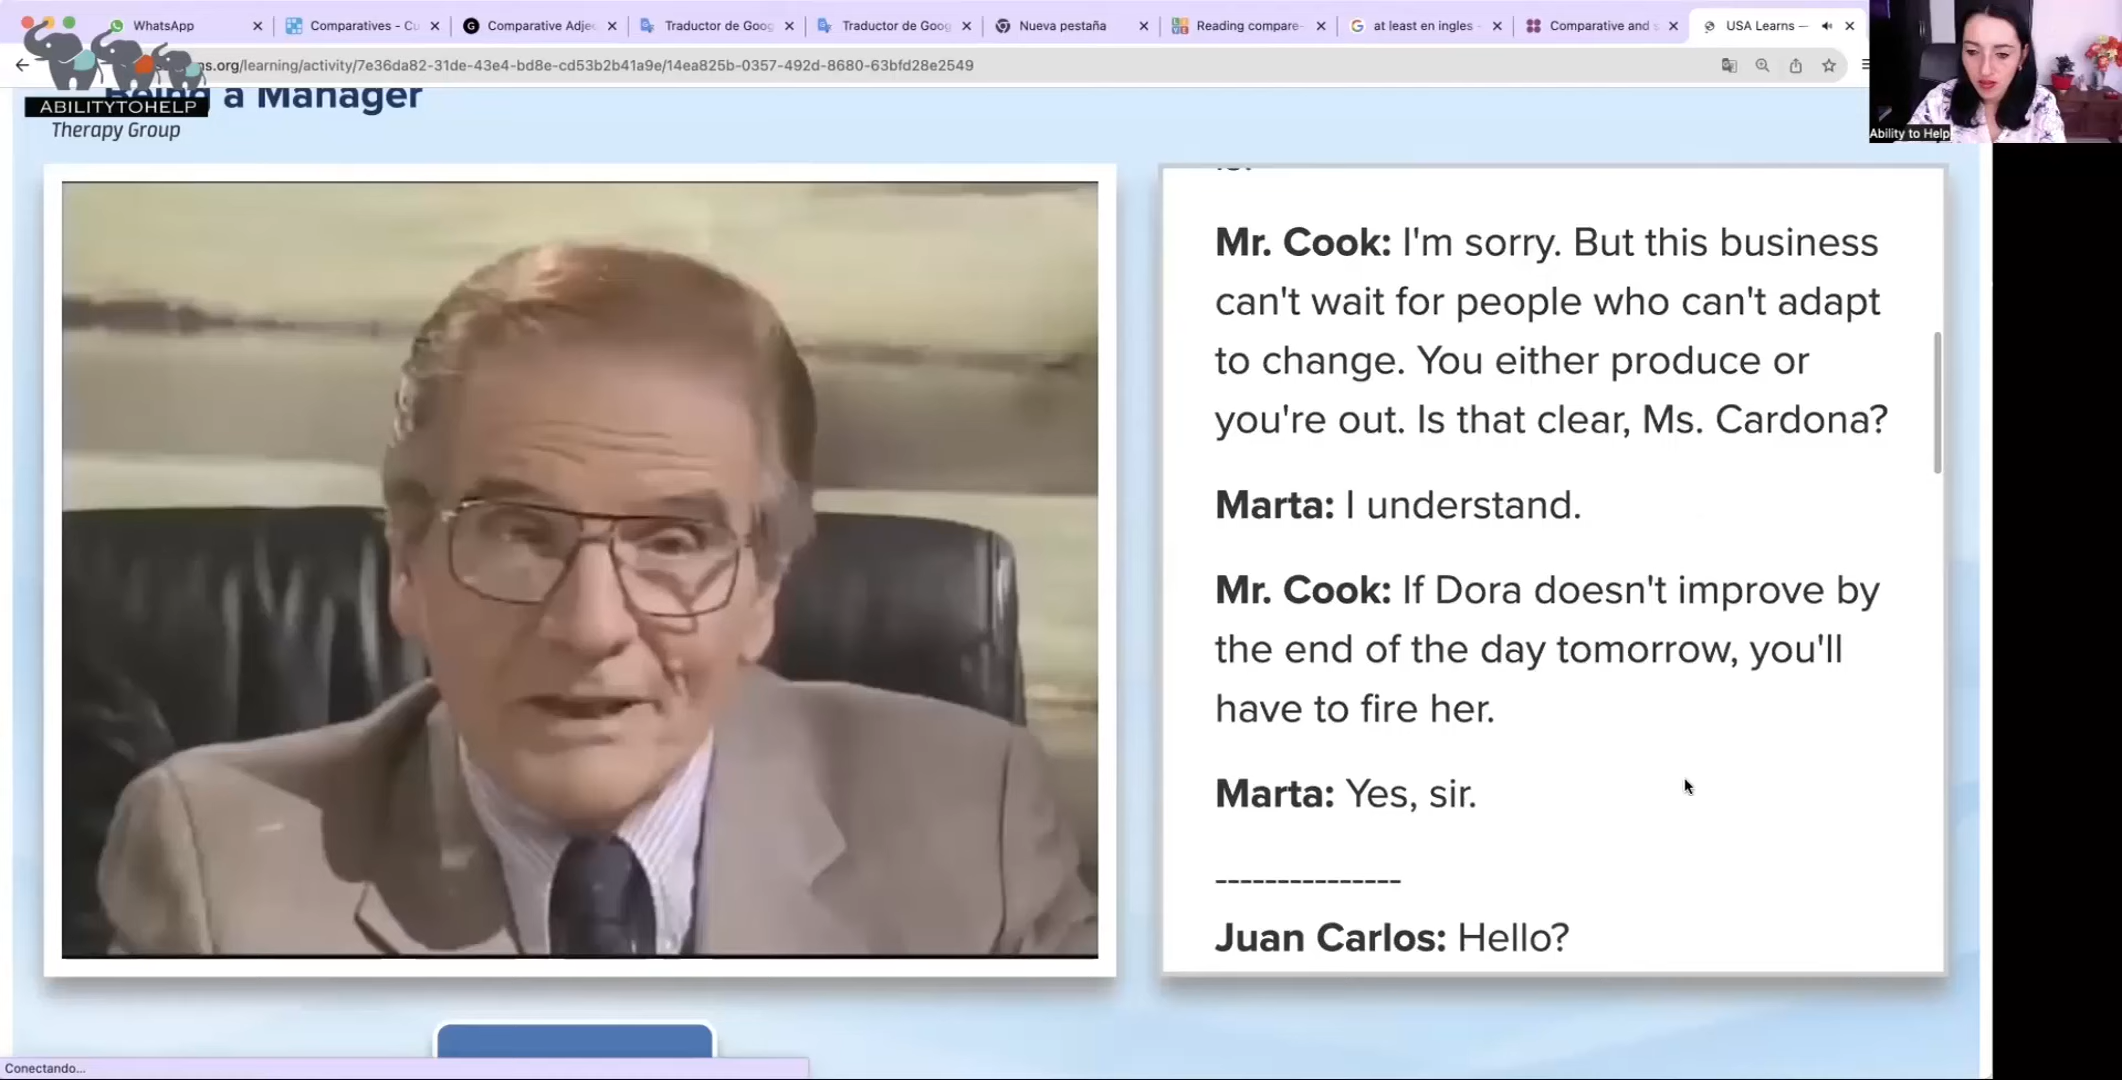 WhatsApp
Comparatives - Cu
Comparative Adje
Traductor de Goog
Traductor de Goog
Nueva pestaña
Reading compare-
at least en ingles -
Comparative and s
USA Learns —
ns.org/learning/activity/7e36da82-31de-43e4-bd8e-cd53b2b41a9e/14ea825b-0357-492d-8680-63bfd28e2549
ABILITYTOHELP
Therapy Group
Being a Manager
Ability to Help
Mr. Cook: I'm sorry. But this business
can't wait for people who can't adapt
to change. You either produce or
you're out. Is that clear, Ms. Cardona?
Marta: I understand.
Mr. Cook: If Dora doesn't improve by
the end of the day tomorrow, you'll
have to fire her.
Marta: Yes, sir.
---------------
Juan Carlos: Hello?
Conectando...